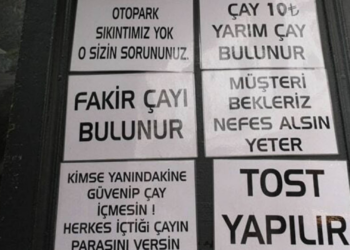 OTOPARK
SIKINTIMIZ YOK
O SİZİN SORUNUNUZ.
ÇAY 10₺
YARIM ÇAY
BULUNUR
FAKİR ÇAYI
BULUNUR
MÜŞTERİ
BEKLERİZ
NEFES ALSIN
YETER
KİMSE YANINDAKİNE
GÜVENİP ÇAY
İÇMESİN !
HERKES İÇTİĞİ ÇAYIN
PARASINI VERSİN
TOST
YAPILIR